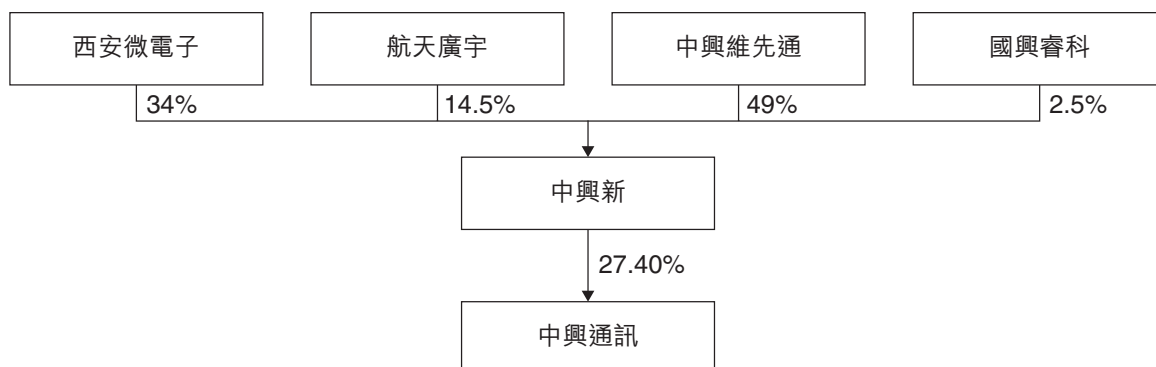 西安微電子
航天廣宇
中興維先通
國興睿科
34%
14.5%
49%
2.5%
中興新
27.40%
中興通訊